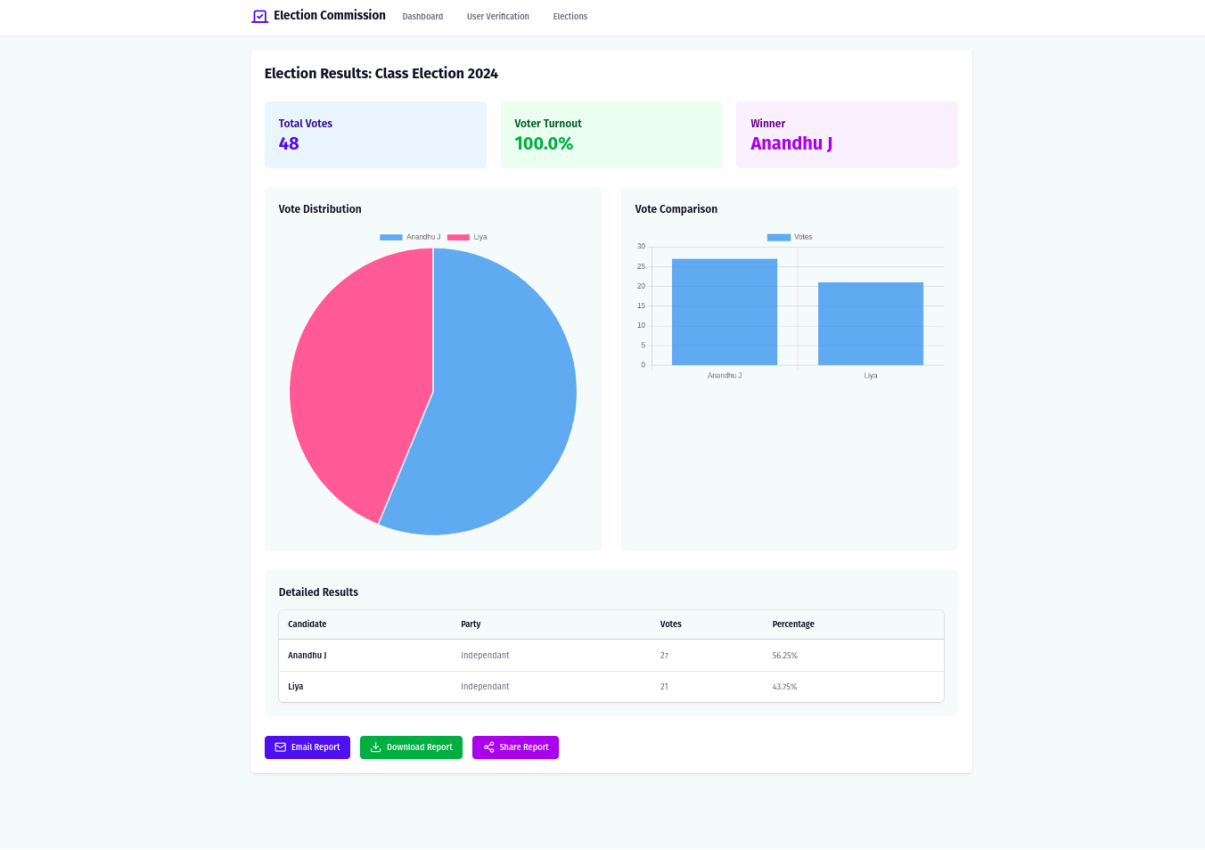 Election Commission Dashboard User Verification Elections
Election Results: Class Election 2024
Total Votes
48
Voter Turnout
100.0%
Winner
Anandhu J
Vote Distribution
Anandhu J Liya
Vote Comparison
Votes
30
25
20
15
10
5
0
Anandhu J Liya
Detailed Results
Candidate Party Votes Percentage
Anandhu J Independant 27 56.25%
Liya Independant 21 43.75%
Email Report Download Report Share Report